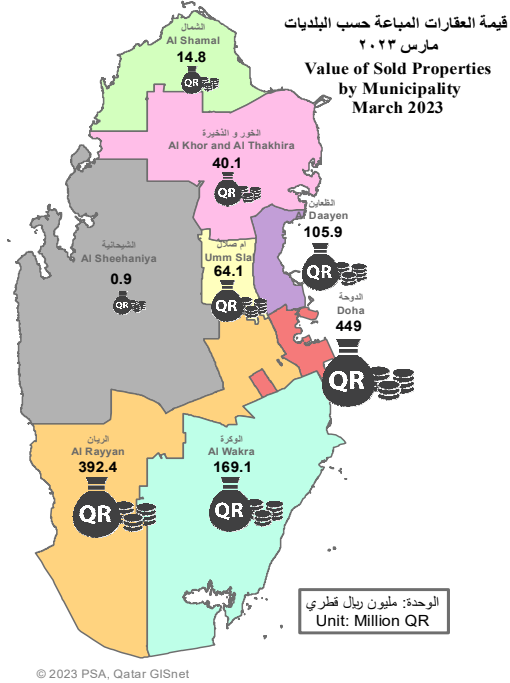 قيمة العقارات المباعة حسب البلديات
مارس ٢٠٢٣
Value of Sold Properties
by Municipality
March 2023
الشمال
Al Shamal
14.8
QR
الخور و الذخيرة
Al Khor and Al Thakhira
40.1
QR
الظعاين
Al Daayen
105.9
QR
ام صلال
Umm Slal
64.1
QR
الشيحانية
Al Sheehaniya
0.9
QR
الدوحة
Doha
449
QR
الريان
Al Rayyan
392.4
QR
الوكرة
Al Wakra
169.1
QR
الوحدة: مليون ريال قطري
Unit: Million QR
© 2023 PSA, Qatar GISnet